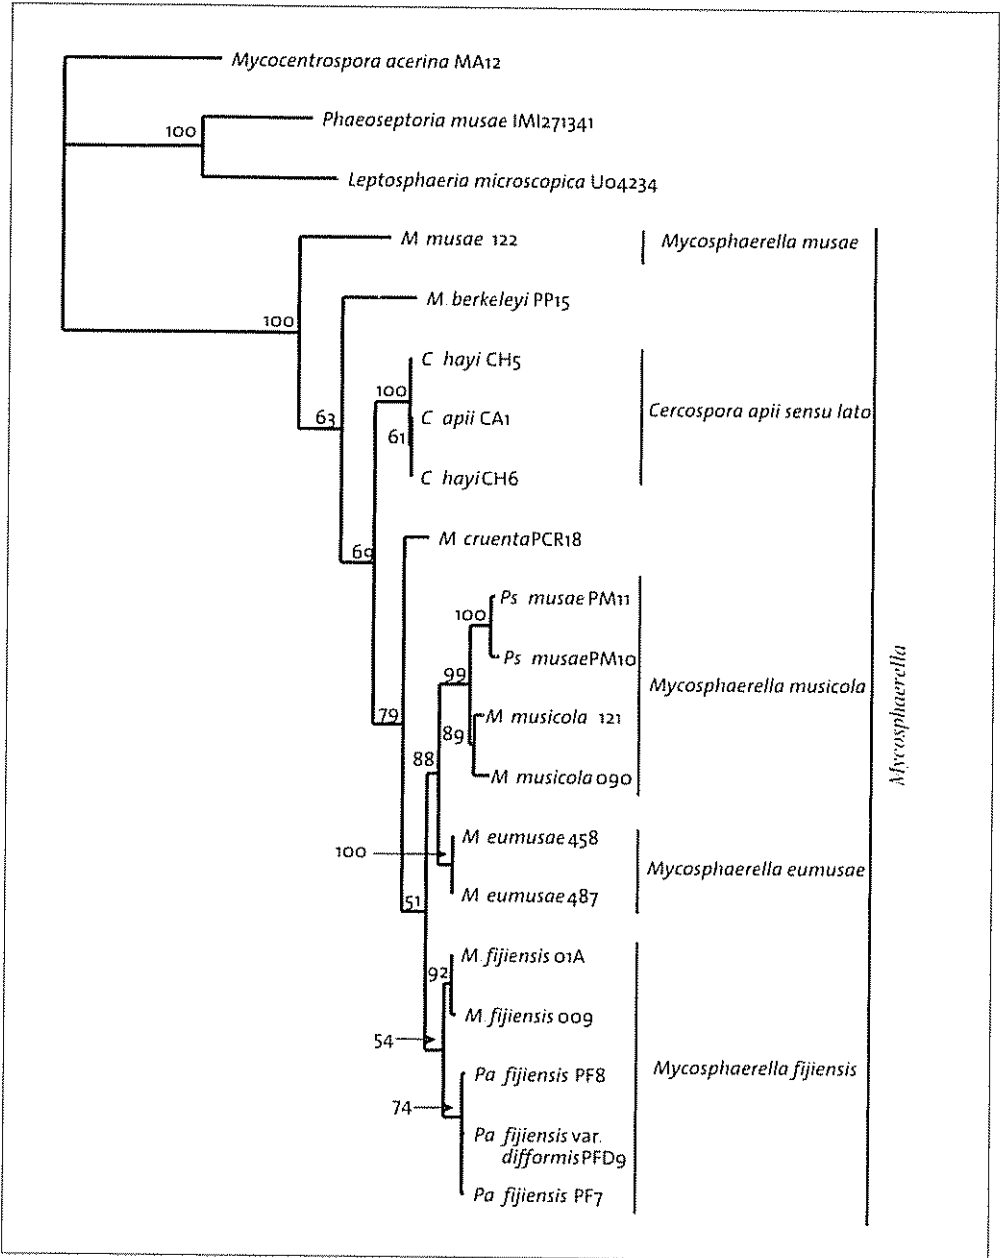 Mycocentrospora acerina MA12
Phaeoseptoria musae IMI271341
100
Leptosphaeria microscopica U04234
M musae 122
Mycosphaerella musae
M. berkeleyi PP15
100
C hayi CH5
100
C apii CA1
Cercospora apii sensu lato
63
61
C hayi CH6
M cruenta PCR18
69
Ps musae PM11
100
Ps musae PM10
99
Mycosphaerella musicola
79
M musicola 121
89
88
M musicola 090
Mycosphaerella
M eumusae 458
100
Mycosphaerella eumusae
M eumusae 487
51
M. fijiensis 01A
92
M. fijiensis 009
54
Pa fijiensis PF8
Mycosphaerella fijiensis
74
Pa fijiensis var.
difformis PFD9
Pa fijiensis PF7